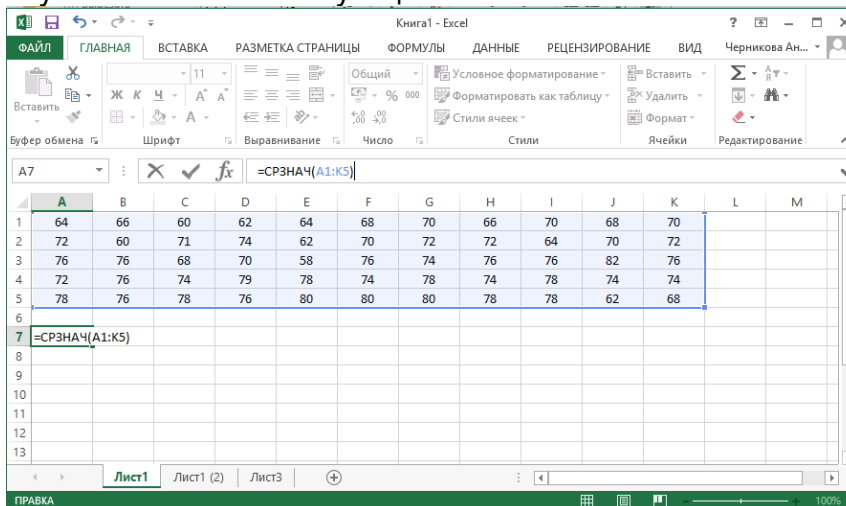 Книга1 - Excel
ФАЙЛ ГЛАВНАЯ ВСТАВКА РАЗМЕТКА СТРАНИЦЫ ФОРМУЛЫ ДАННЫЕ РЕЦЕНЗИРОВАНИЕ ВИД Черникова Ан...
11 Общий Условное форматирование Вставить
Вставить Ж К Ч А А % 000 Форматировать как таблицу Удалить
А Стили ячеек Формат
Буфер обмена Шрифт Выравнивание Число Стили Ячейки Редактирование
A7 fx =СРЗНАЧ(A1:K5)
A B C D E F G H I J K L M
1 64 66 60 62 64 68 70 66 70 68 70
2 72 60 71 74 62 70 72 72 64 70 72
3 76 76 68 70 58 76 74 76 76 82 76
4 72 76 74 79 78 74 78 74 78 74 74
5 78 76 78 76 80 80 80 78 78 62 68
6
7 =СРЗНАЧ(A1:K5)
8
9
10
11
12
13
Лист1 Лист1 (2) Лист3
ПРАВКА 100%